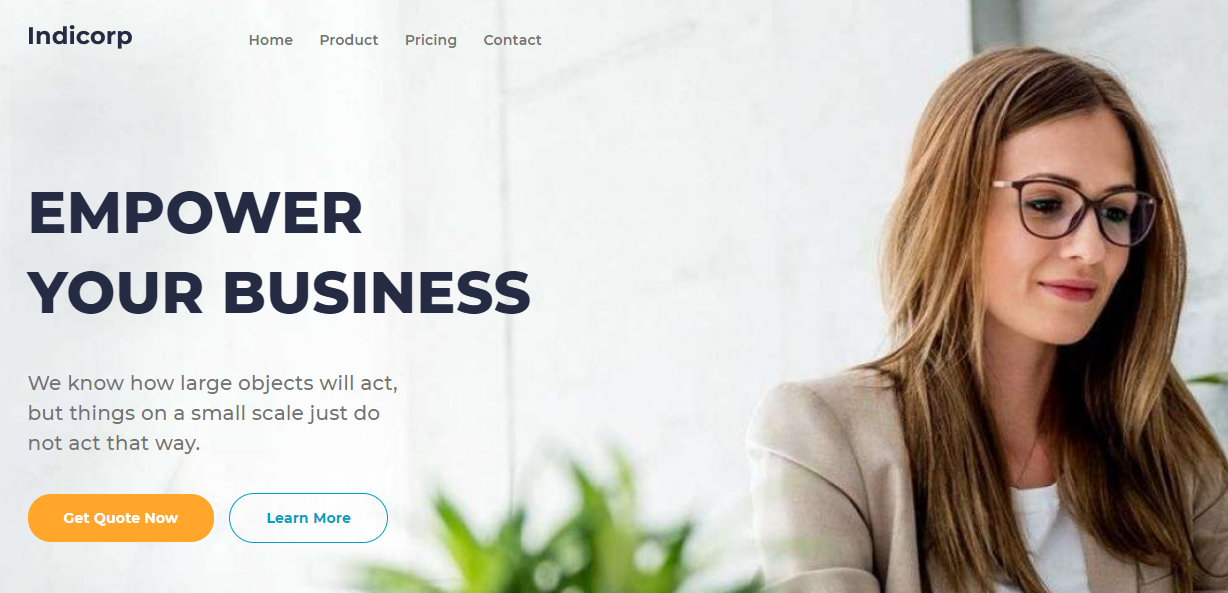 Indicorp
Home Product Pricing Contact
EMPOWER
YOUR BUSINESS
We know how large objects will act,
but things on a small scale just do
not act that way.
Get Quote Now Learn More